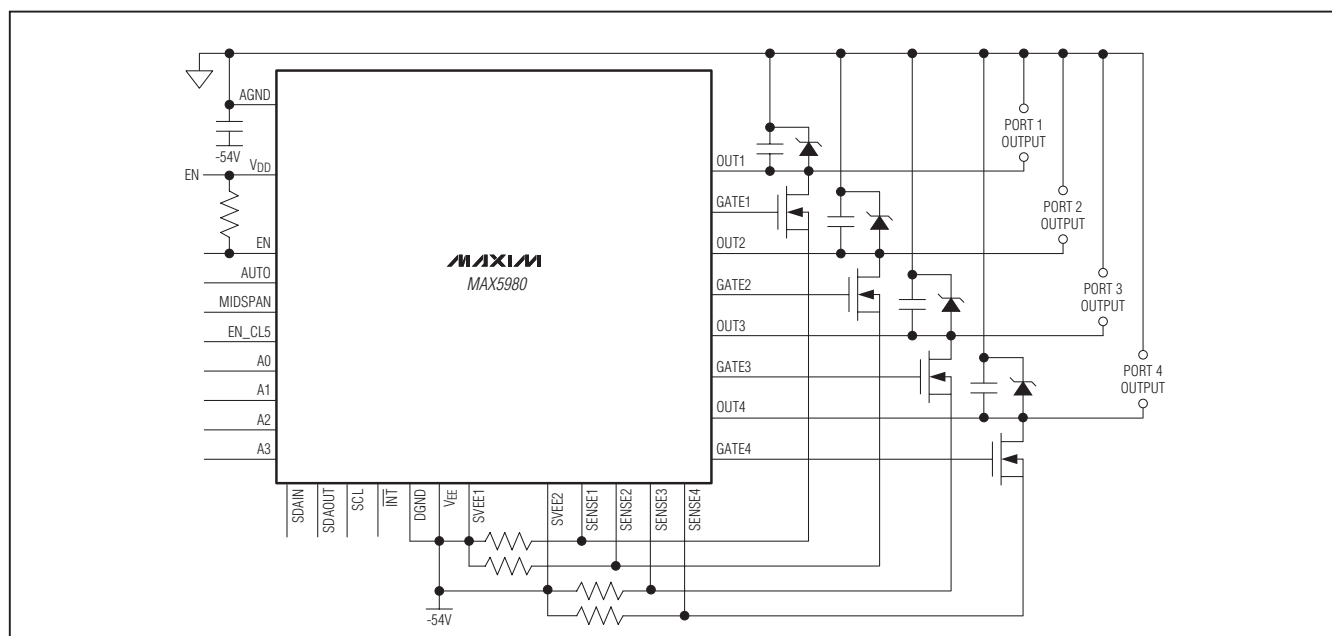 AGND
-54V
VDD
EN
EN
AUTO
MIDSPAN
EN_CL5
A0
A1
A2
A3
MAXIM
MAX5980
OUT1
GATE1
OUT2
GATE2
OUT3
GATE3
OUT4
GATE4
PORT 1
OUTPUT
PORT 2
OUTPUT
PORT 3
OUTPUT
PORT 4
OUTPUT
SDAIN
SDAOUT
SCL
INT
DGND
VEE
SVEE1
SVEE2
SENSE1
SENSE2
SENSE3
SENSE4
-54V